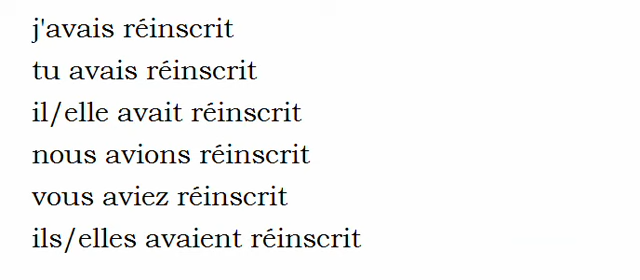 j'avais réinscrit
tu avais réinscrit
il/elle avait réinscrit
nous avions réinscrit
vous aviez réinscrit
ils/elles avaient réinscrit